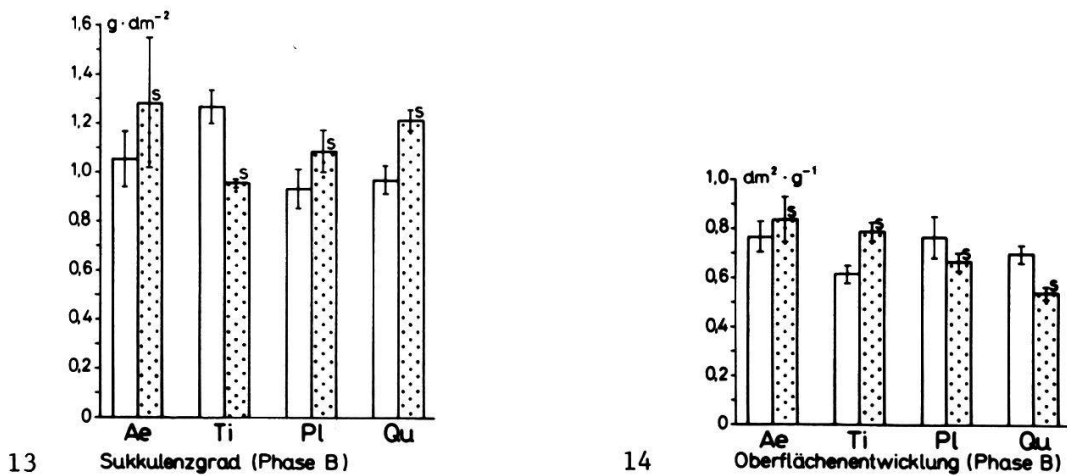 g·dm⁻²
1,6
1,4
1,2
1,0
0,8
0,6
0,4
0,2
0
s
s
s
s
Ae Ti Pl Qu
13 Sukkulenzgrad (Phase B)
dm²·g⁻¹
1,0
0,8
0,6
0,4
0,2
0
s
s
s
s
Ae Ti Pl Qu
14 Oberflächenentwicklung (Phase B)